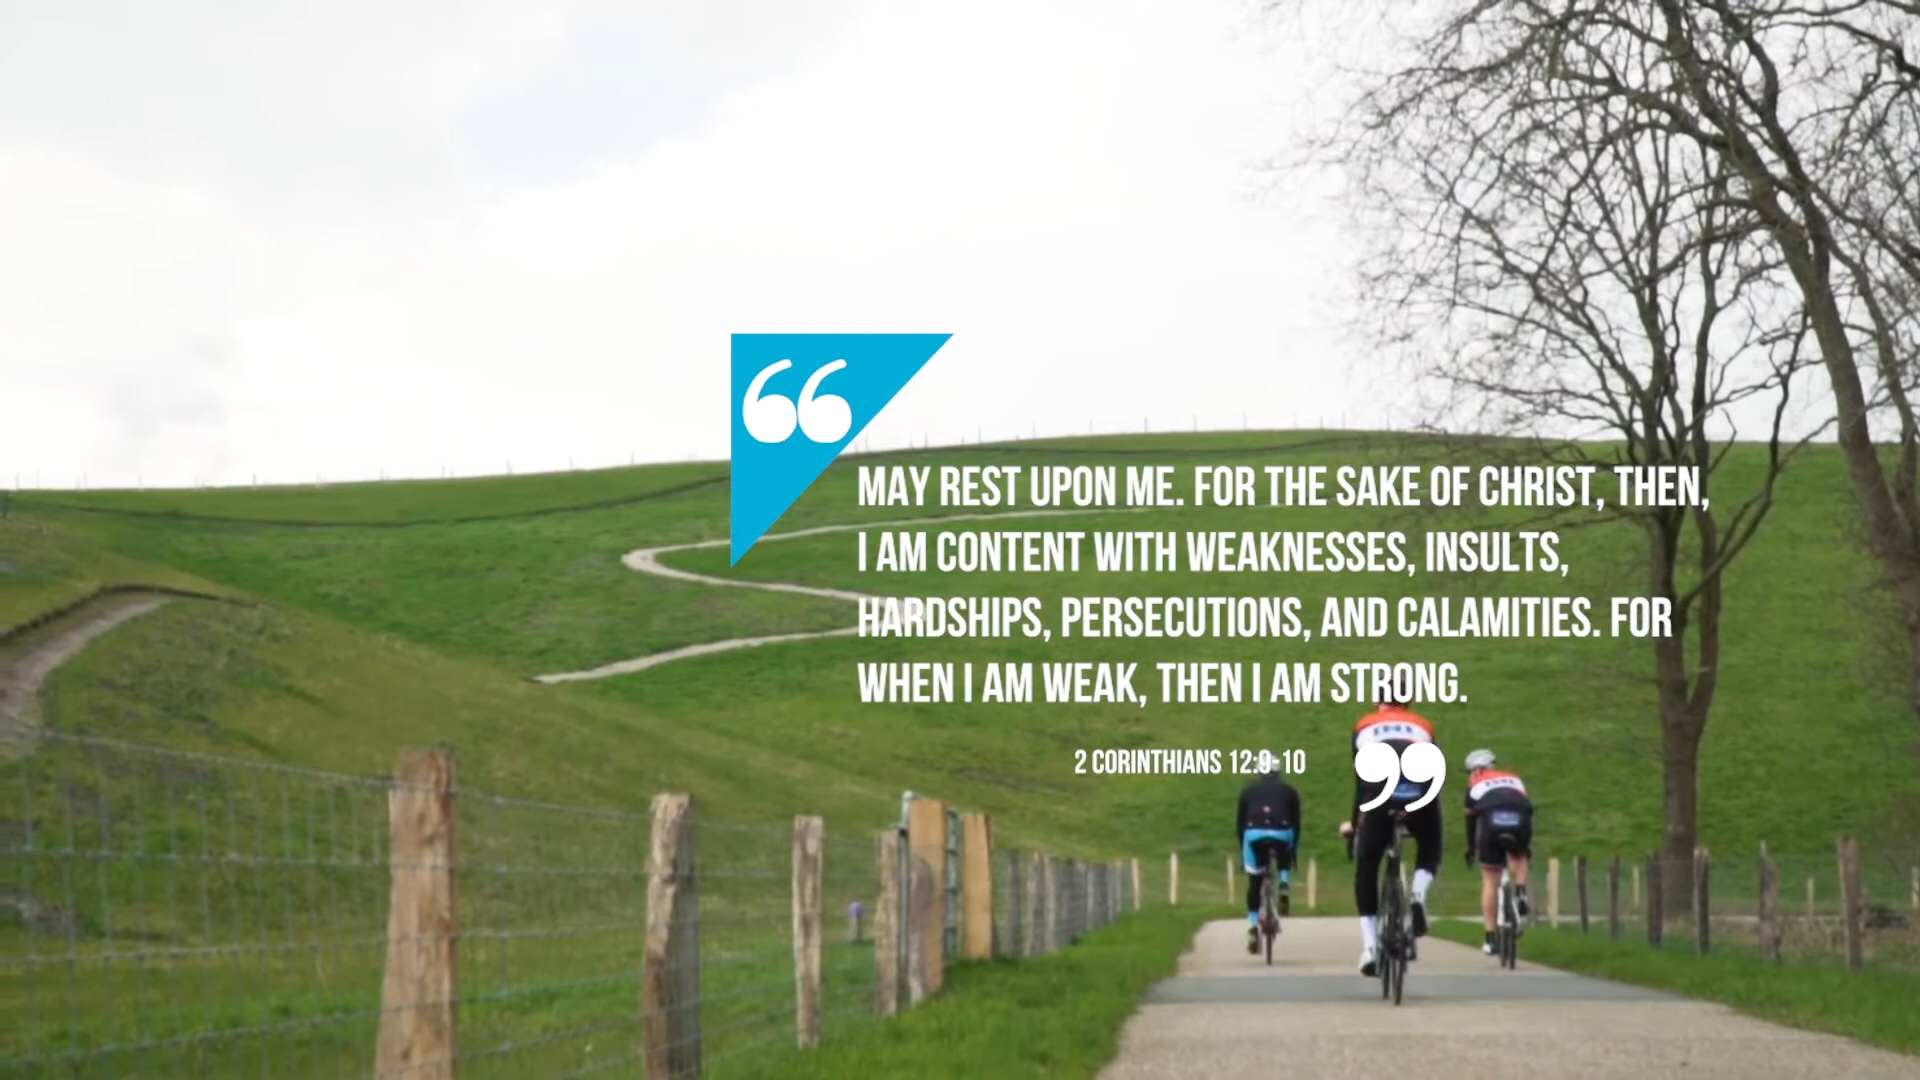 “
MAY REST UPON ME. FOR THE SAKE OF CHRIST, THEN,
I AM CONTENT WITH WEAKNESSES, INSULTS,
HARDSHIPS, PERSECUTIONS, AND CALAMITIES. FOR
WHEN I AM WEAK, THEN I AM STRONG.
2 CORINTHIANS 12:9-10
”